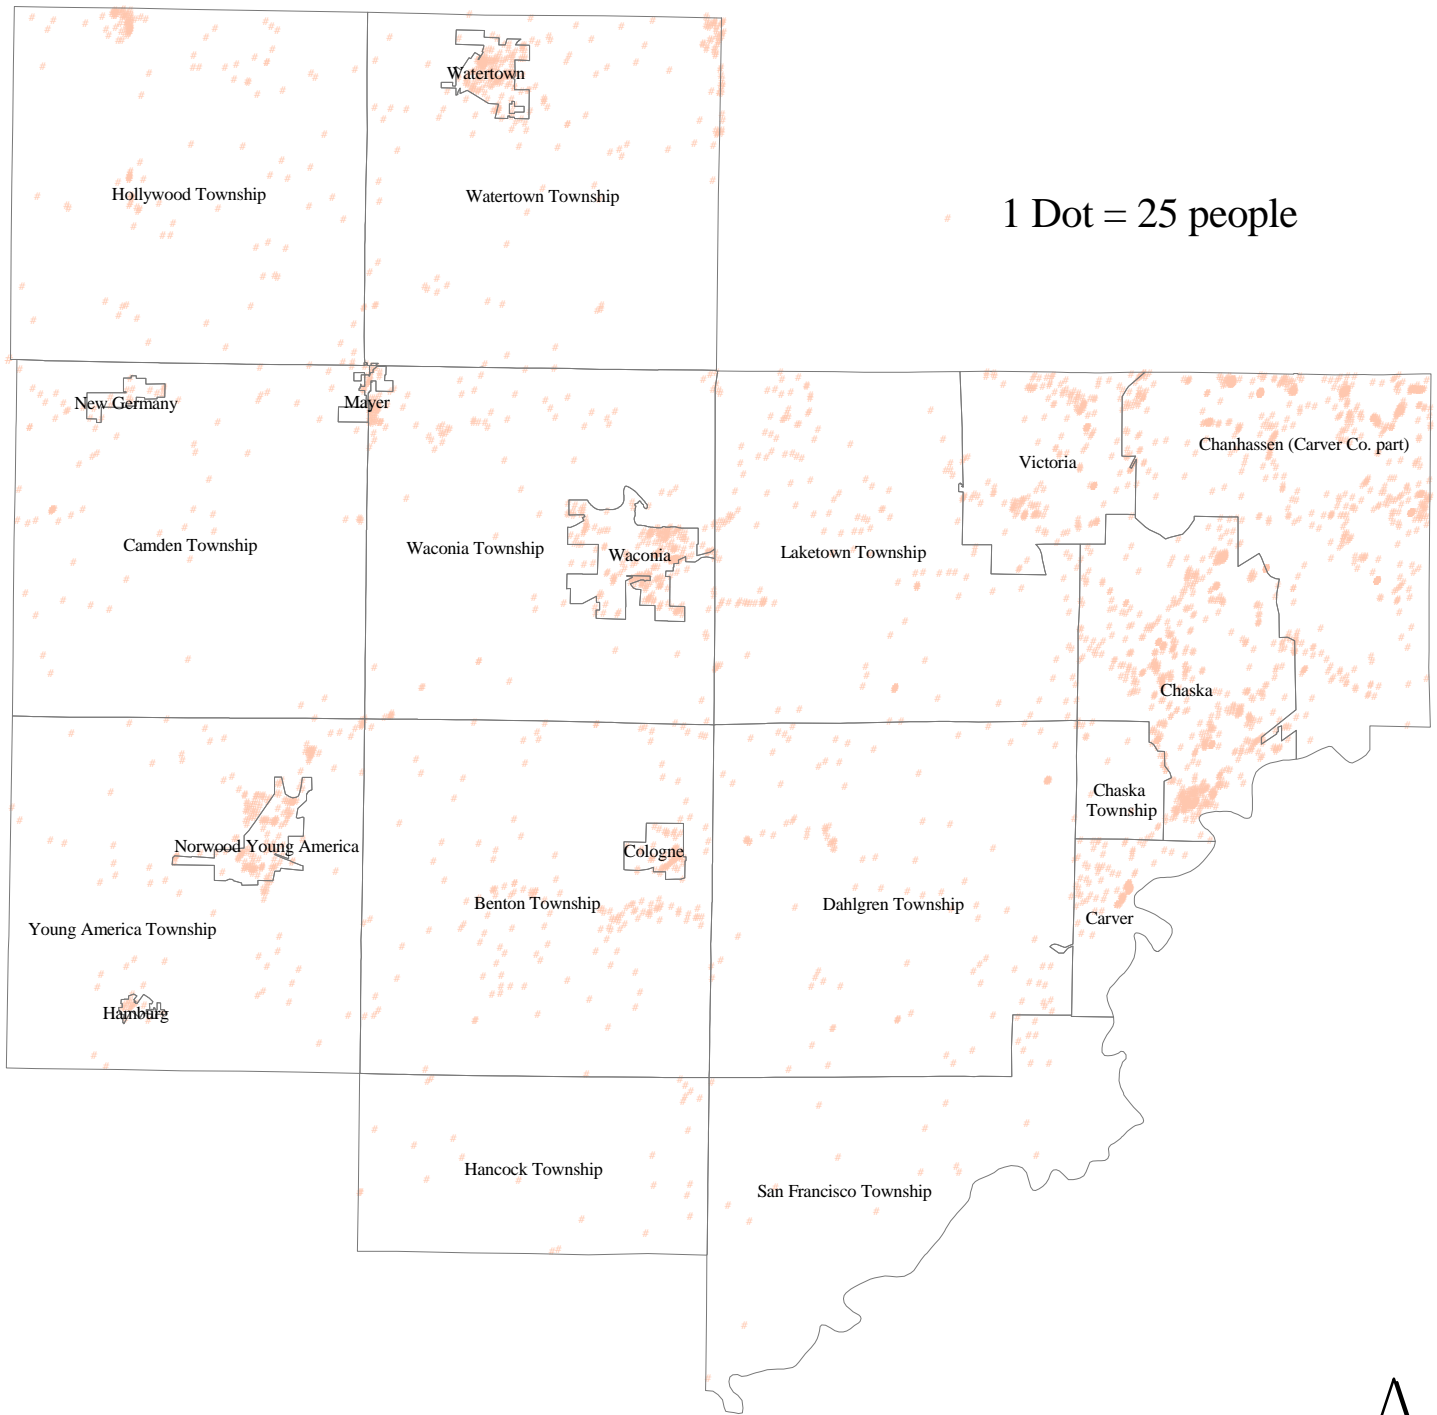 Watertown
Hollywood Township
Watertown Township
1 Dot = 25 people
New Germany
Mayer
Chanhassen (Carver Co. part)
Victoria
Camden Township
Waconia Township
Waconia
Laketown Township
Chaska
Chaska
Township
Norwood Young America
Cologne
Benton Township
Dahlgren Township
Carver
Young America Township
Hamburg
Hancock Township
San Francisco Township